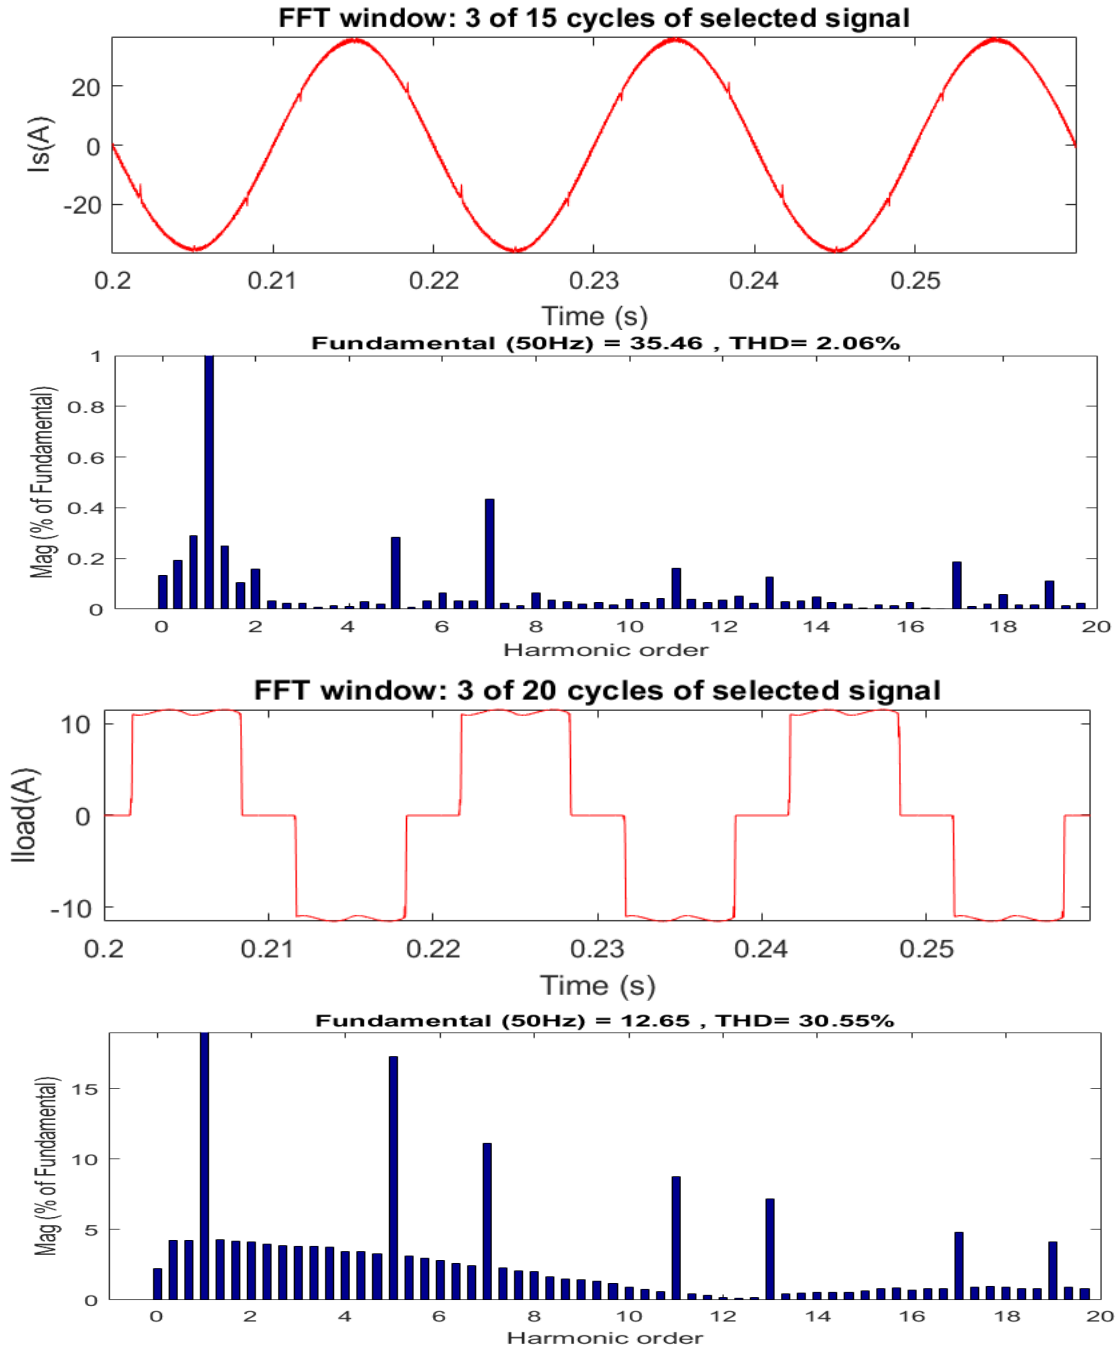 FFT window: 3 of 15 cycles of selected signal
Is(A)
20
0
-20
0.2 0.21 0.22 0.23 0.24 0.25
Time (s)
Fundamental (50Hz) = 35.46 , THD= 2.06%
Mag (% of Fundamental)
1
0.8
0.6
0.4
0.2
0
0 2 4 6 8 10 12 14 16 18 20
Harmonic order
FFT window: 3 of 20 cycles of selected signal
Iload(A)
10
0
-10
0.2 0.21 0.22 0.23 0.24 0.25
Time (s)
Fundamental (50Hz) = 12.65 , THD= 30.55%
Mag (% of Fundamental)
15
10
5
0
0 2 4 6 8 10 12 14 16 18 20
Harmonic order